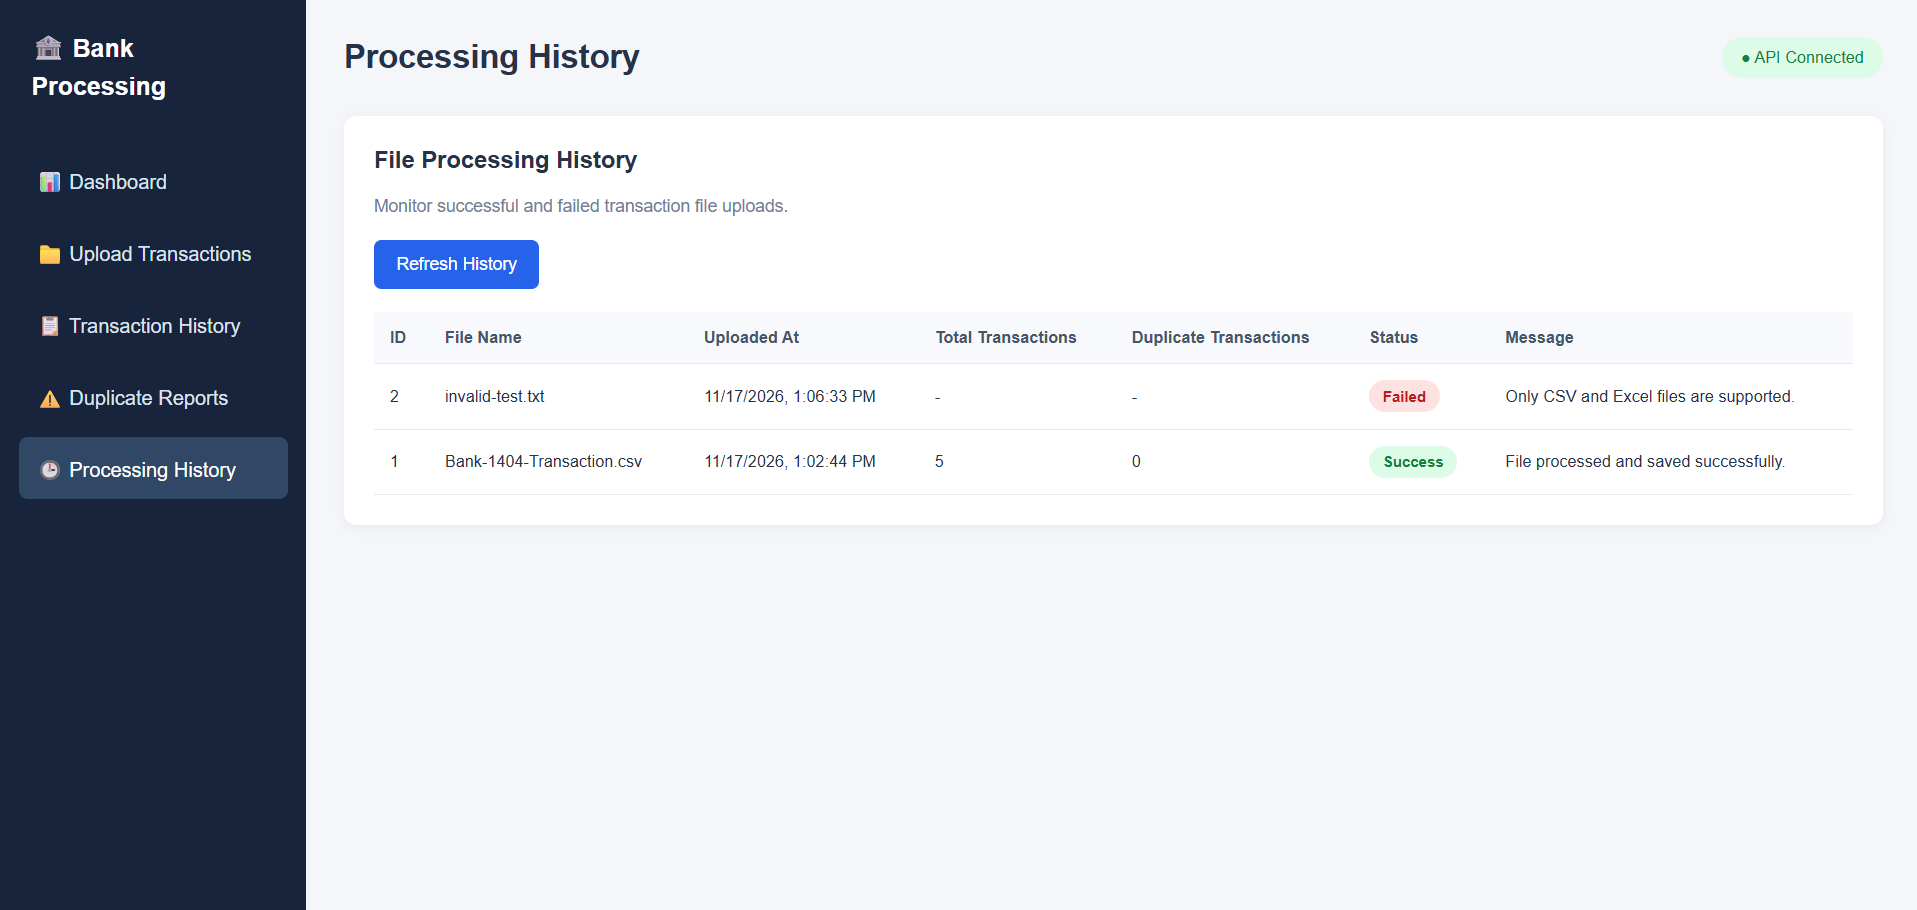 Bank
Processing
Dashboard
Upload Transactions
Transaction History
Duplicate Reports
Processing History
Processing History
● API Connected
File Processing History
Monitor successful and failed transaction file uploads.
Refresh History
ID File Name Uploaded At Total Transactions Duplicate Transactions Status Message
2 invalid-test.txt 11/17/2026, 1:06:33 PM - - Failed Only CSV and Excel files are supported.
1 Bank-1404-Transaction.csv 11/17/2026, 1:02:44 PM 5 0 Success File processed and saved successfully.